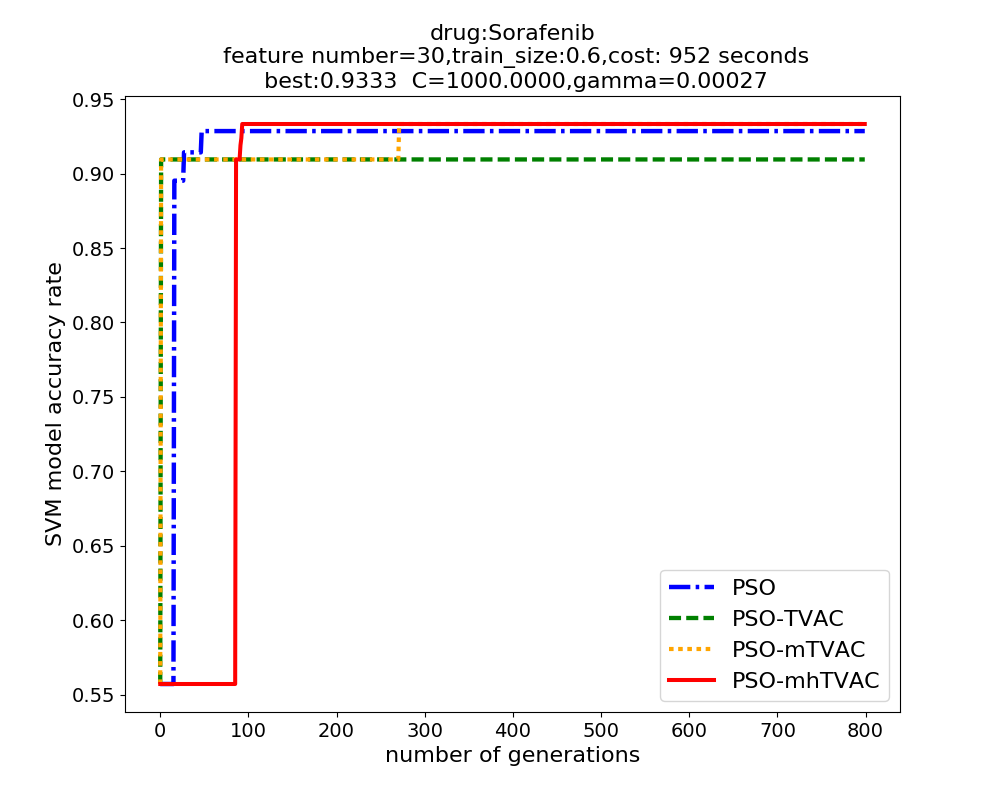 drug:Sorafenib
feature number=30,train_size:0.6,cost: 952 seconds
best:0.9333  C=1000.0000,gamma=0.00027
0.95
0.90
0.85
0.80
0.75
0.70
0.65
0.60
0.55
SVM model accuracy rate
PSO
PSO-TVAC
PSO-mTVAC
PSO-mhTVAC
0 100 200 300 400 500 600 700 800
number of generations